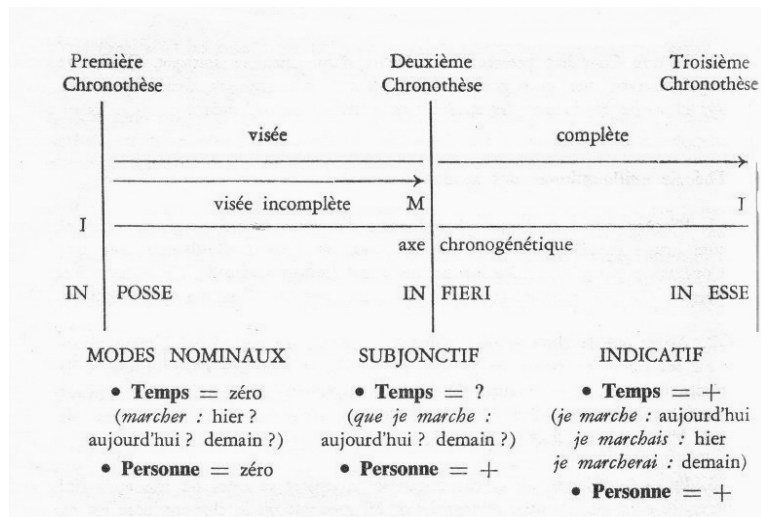 Première Deuxième Troisième
Chronothèse Chronothèse Chronothèse
visée complète
visée incomplète M I
I
axe chronogénétique
IN POSSE IN FIERI IN ESSE
MODES NOMINAUX SUBJONCTIF INDICATIF
• Temps = zéro • Temps = ? • Temps = +
(marcher : hier ? (que je marche : (je marche : aujourd'hui
aujourd'hui ? demain ?) aujourd'hui ? demain ?) je marchais : hier
je marcherai : demain)
• Personne = zéro • Personne = +
• Personne = +